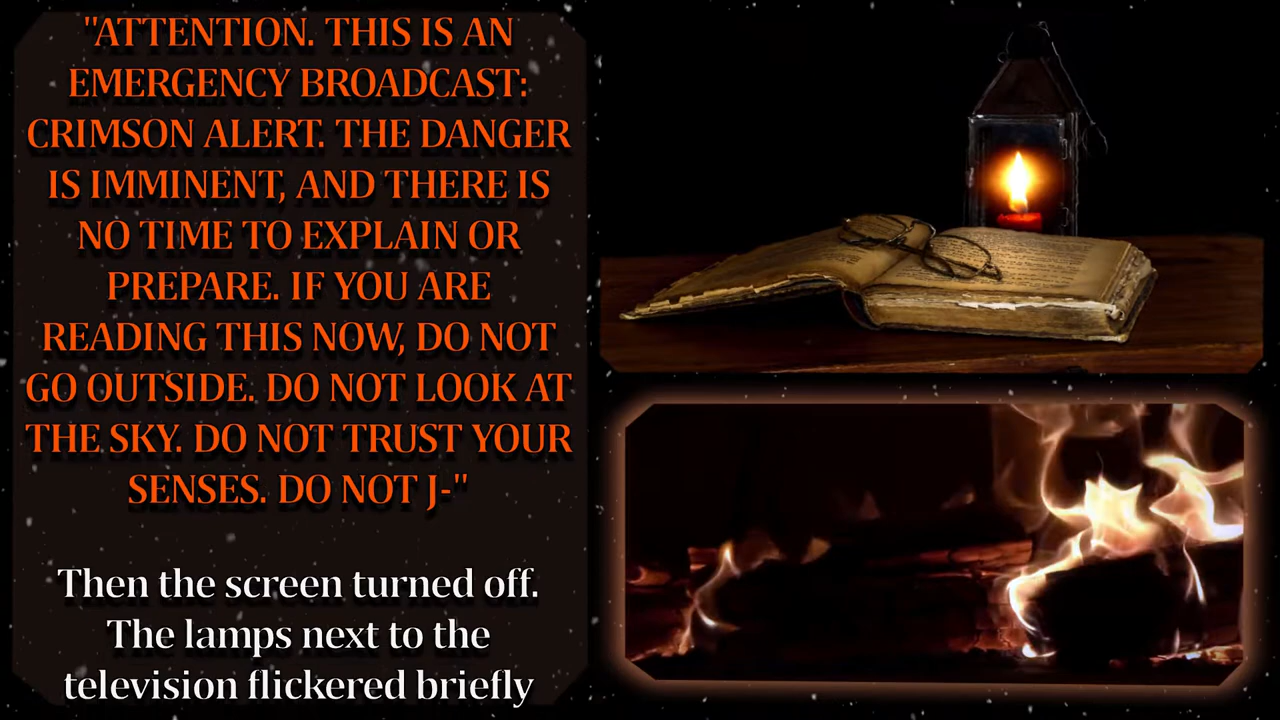 "ATTENTION. THIS IS AN
EMERGENCY BROADCAST:
CRIMSON ALERT. THE DANGER
IS IMMINENT, AND THERE IS
NO TIME TO EXPLAIN OR
PREPARE. IF YOU ARE
READING THIS NOW, DO NOT
GO OUTSIDE. DO NOT LOOK AT
THE SKY. DO NOT TRUST YOUR
SENSES. DO NOT J-"
Then the screen turned off.
The lamps next to the
television flickered briefly